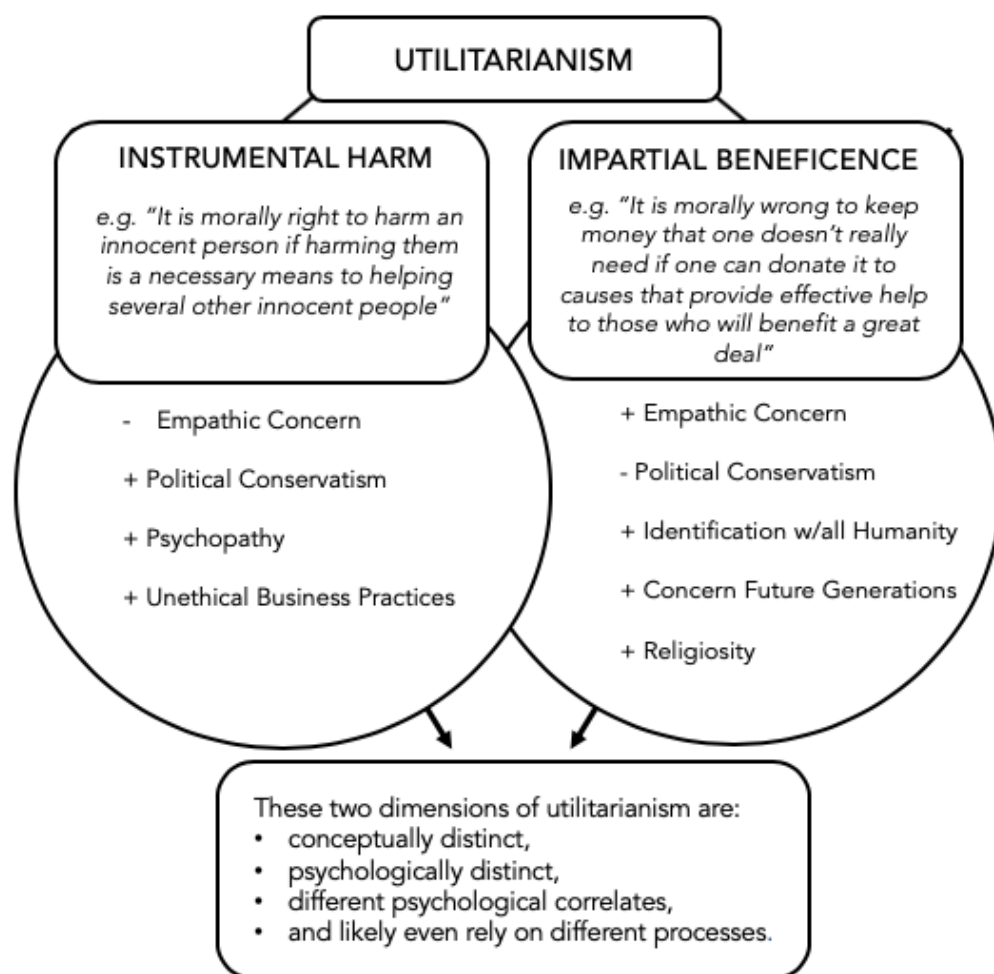 UTILITARIANISM
INSTRUMENTAL HARM
e.g. “It is morally right to harm an
innocent person if harming them
is a necessary means to helping
several other innocent people”
- Empathic Concern
+ Political Conservatism
+ Psychopathy
+ Unethical Business Practices
IMPARTIAL BENEFICENCE
e.g. “It is morally wrong to keep
money that one doesn’t really
need if one can donate it to
causes that provide effective help
to those who will benefit a great
deal”
+ Empathic Concern
- Political Conservatism
+ Identification w/all Humanity
+ Concern Future Generations
+ Religiosity
These two dimensions of utilitarianism are:
• conceptually distinct,
• psychologically distinct,
• different psychological correlates,
• and likely even rely on different processes.